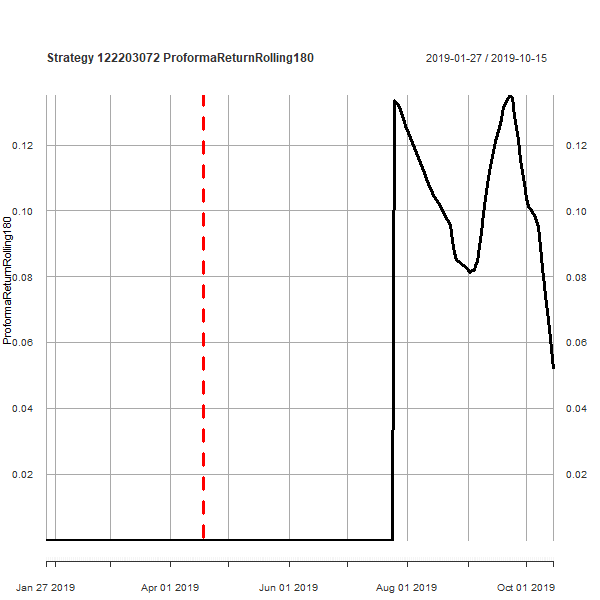 Strategy 122203072 ProformaReturnRolling180
2019-01-27 / 2019-10-15
ProformaReturnRolling180
0.12 0.12
0.10 0.10
0.08 0.08
0.06 0.06
0.04 0.04
0.02 0.02
Jan 27 2019 Apr 01 2019 Jun 01 2019 Aug 01 2019 Oct 01 2019